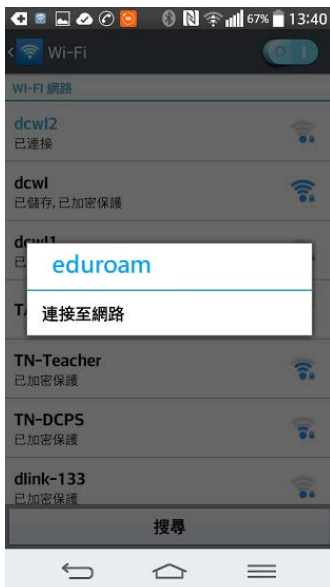 67% 13:40
Wi-Fi
WI-FI 網路
dcwl2
已連接
dcwl
已儲存, 已加密保護
eduroam
連接至網路
TN-Teacher
已加密保護
TN-DCPS
已加密保護
dlink-133
已加密保護
搜尋